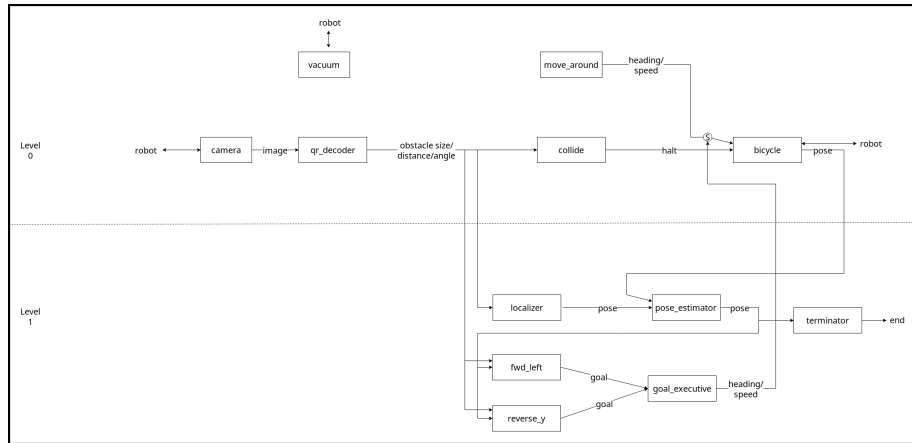 robot
vacuum
move_around
heading/
speed
Level
0
robot
camera
image
qr_decoder
obstacle size/
distance/angle
collide
halt
S
bicycle
pose
robot
Level
1
localizer
pose
pose_estimator
pose
terminator
end
fwd_left
goal
goal_executive
heading/
speed
goal
reverse_y